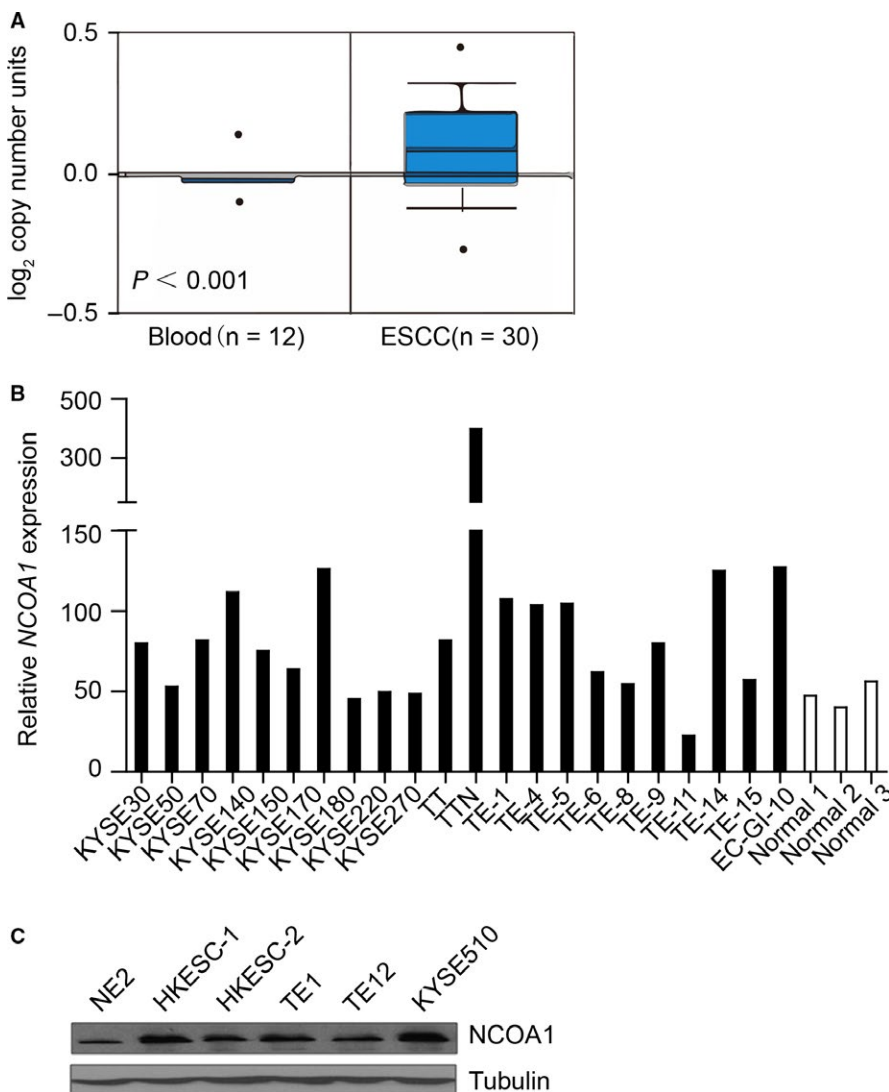 A
log₂ copy number units
0.5
0.0
–0.5
P < 0.001
Blood (n = 12)
ESCC(n = 30)
B
Relative NCOA1 expression
500
300
150
100
50
0
KYSE30
KYSE50
KYSE70
KYSE140
KYSE150
KYSE170
KYSE180
KYSE220
KYSE270
TT
TTN
TE-1
TE-4
TE-5
TE-6
TE-8
TE-9
TE-11
TE-14
TE-15
EC-GI-10
Normal 1
Normal 2
Normal 3
C
NE2
HKESC-1
HKESC-2
TE1
TE12
KYSE510
NCOA1
Tubulin